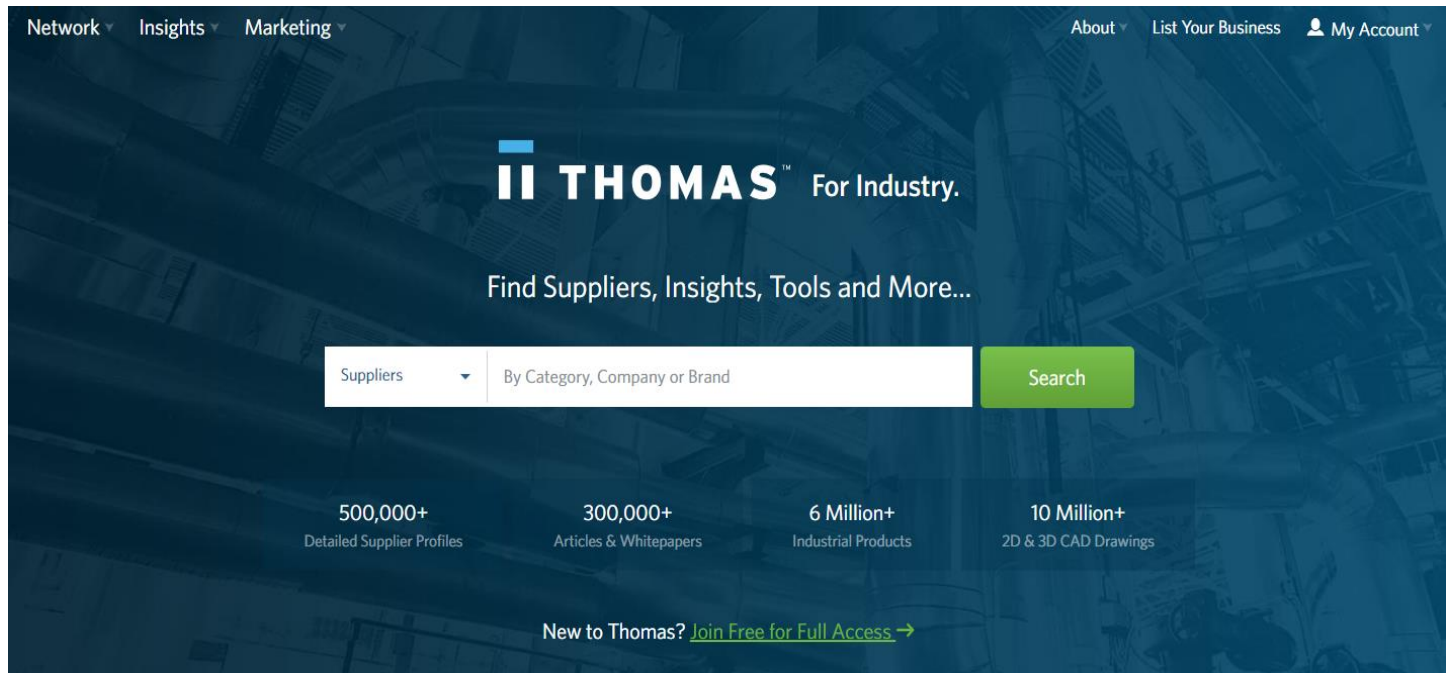 Network Insights Marketing About List Your Business My Account
THOMAS™ For Industry.
Find Suppliers, Insights, Tools and More...
Suppliers By Category, Company or Brand Search
500,000+ 300,000+ 6 Million+ 10 Million+
Detailed Supplier Profiles Articles & Whitepapers Industrial Products 2D & 3D CAD Drawings
New to Thomas? Join Free for Full Access →